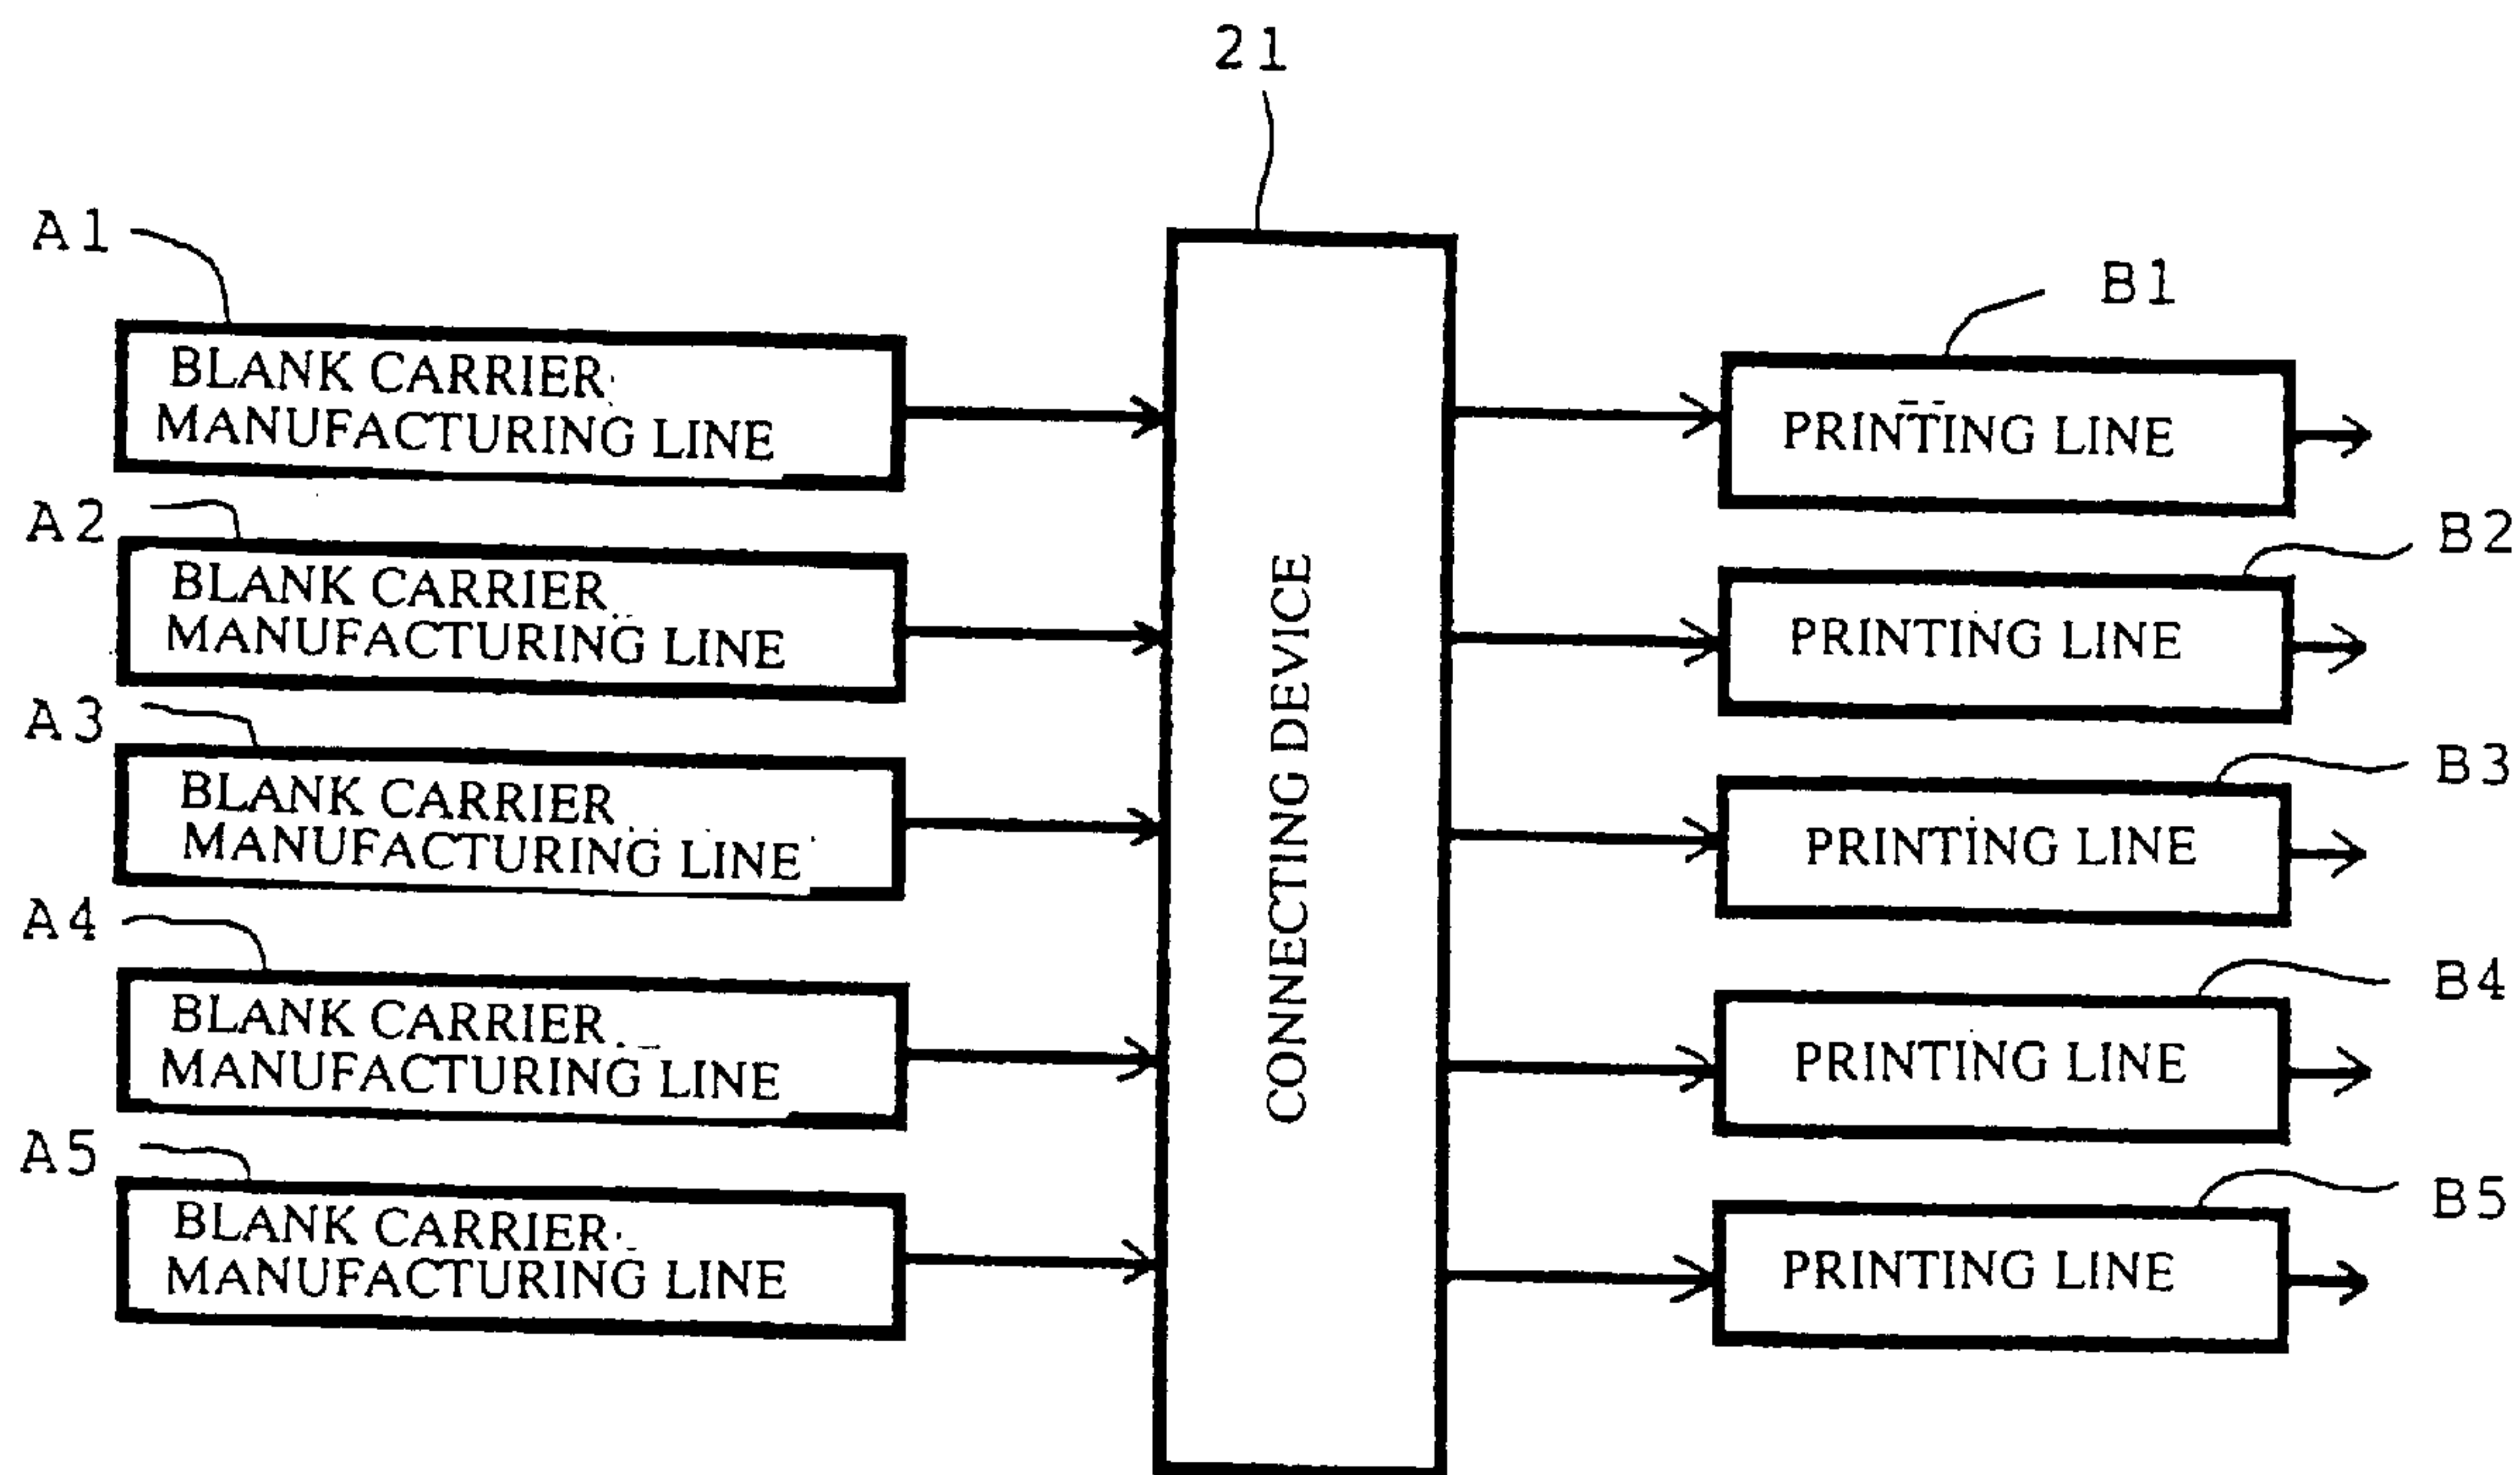 21
A1
BLANK CARRIER
MANUFACTURING LINE
A2
BLANK CARRIER
MANUFACTURING LINE
A3
BLANK CARRIER
MANUFACTURING LINE
A4
BLANK CARRIER
MANUFACTURING LINE
A5
BLANK CARRIER
MANUFACTURING LINE
CONNECTING DEVICE
B1
PRINTING LINE
B2
PRINTING LINE
B3
PRINTING LINE
B4
PRINTING LINE
B5
PRINTING LINE